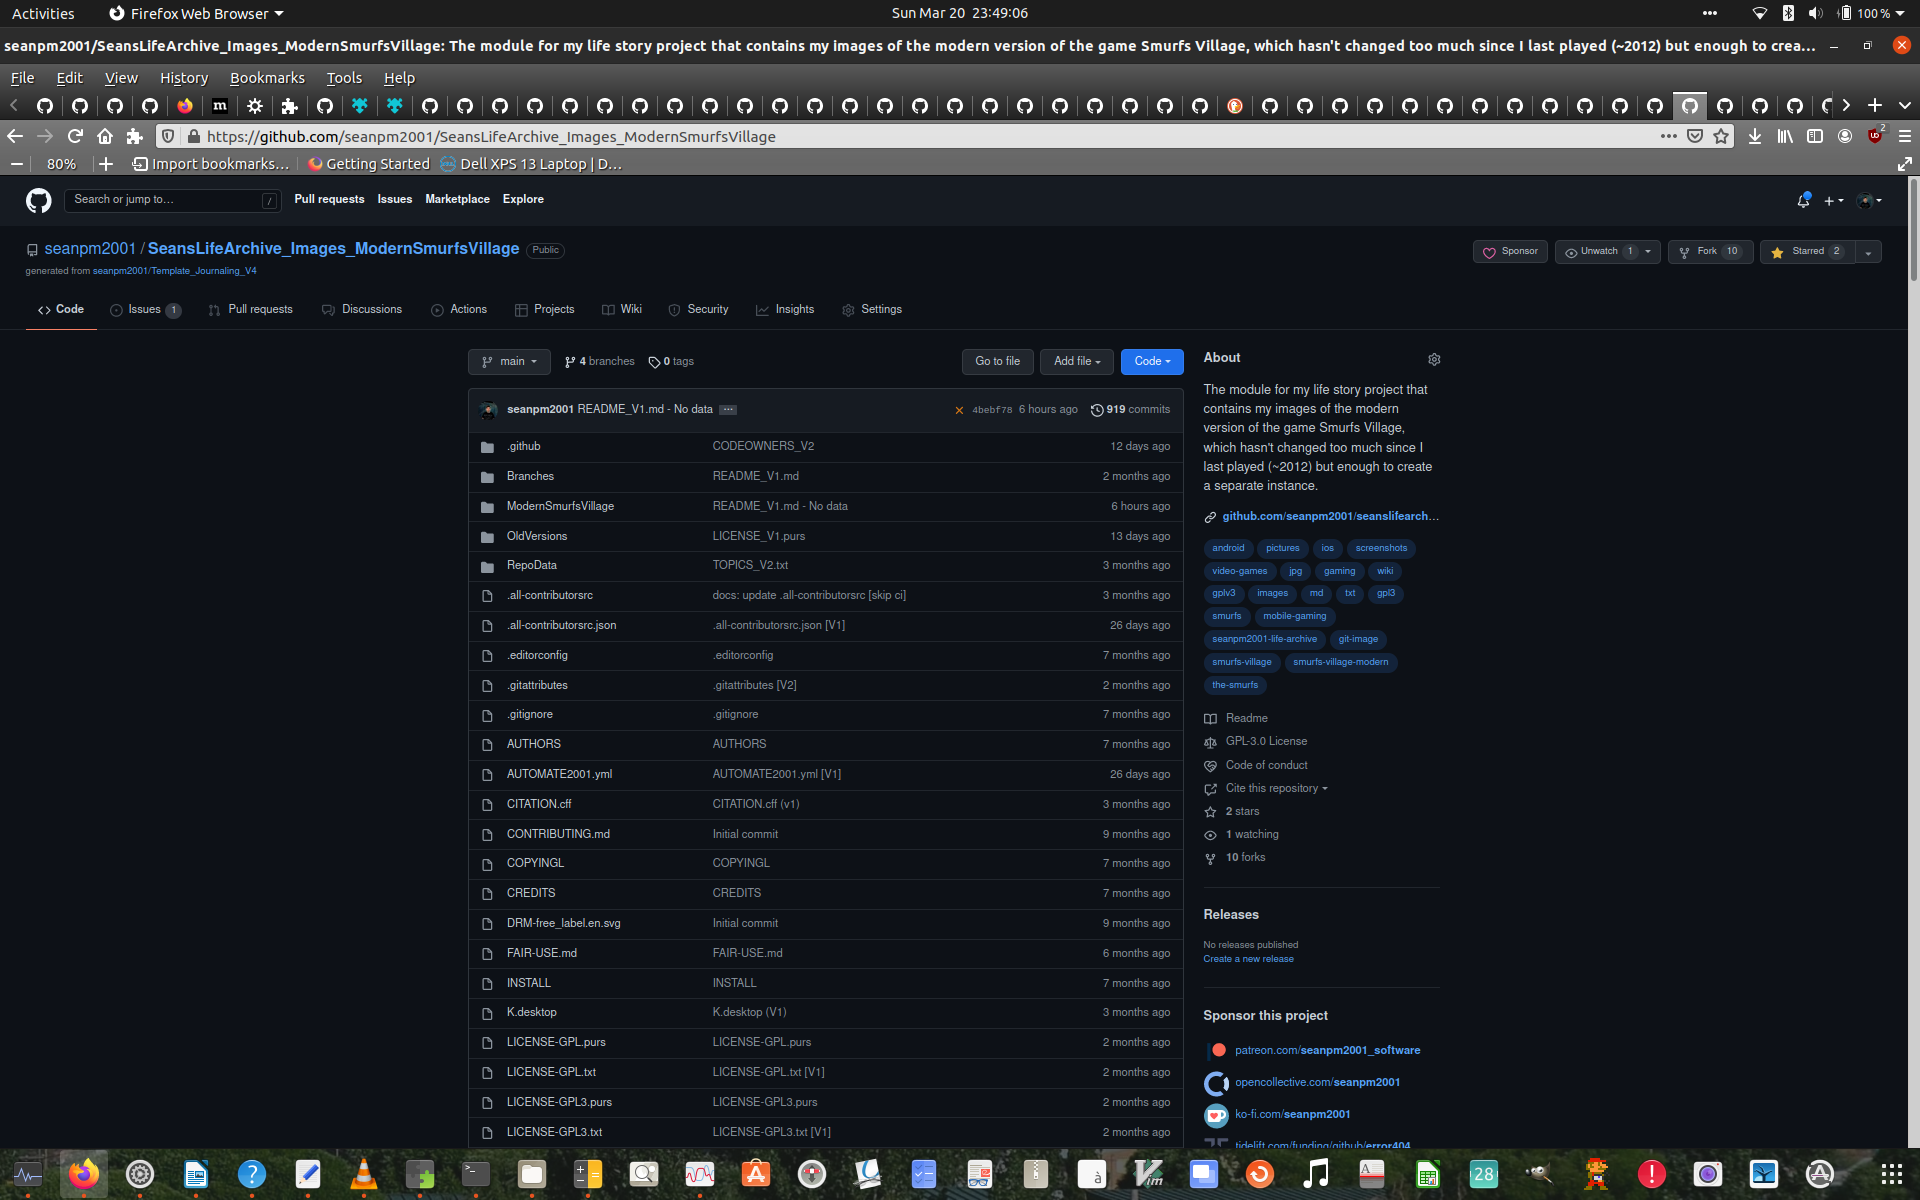 Activities
Firefox Web Browser
Sun Mar 20  23:49:06
100 %
seanpm2001/SeansLifeArchive_Images_ModernSmurfsVillage: The module for my life story project that contains my images of the modern version of the game Smurfs Village, which hasn't changed too much since I last played (~2012) but enough to crea…
File Edit View History Bookmarks Tools Help
https://github.com/seanpm2001/SeansLifeArchive_Images_ModernSmurfsVillage
2
80%
Import bookmarks…
Getting Started
Dell XPS 13 Laptop | D…
Search or jump to… /
Pull requests Issues Marketplace Explore
seanpm2001 / SeansLifeArchive_Images_ModernSmurfsVillage Public
generated from seanpm2001/Template_Journaling_V4
Sponsor
Unwatch 1
Fork 10
Starred 2
Code
Issues 1
Pull requests
Discussions
Actions
Projects
Wiki
Security
Insights
Settings
main
4 branches
0 tags
Go to file
Add file
Code
seanpm2001 README_V1.md - No data … 4bebf78 6 hours ago 919 commits
.github CODEOWNERS_V2 12 days ago
Branches README_V1.md 2 months ago
ModernSmurfsVillage README_V1.md - No data 6 hours ago
OldVersions LICENSE_V1.purs 13 days ago
RepoData TOPICS_V2.txt 3 months ago
.all-contributorsrc docs: update .all-contributorsrc [skip ci] 3 months ago
.all-contributorsrc.json .all-contributorsrc.json [V1] 26 days ago
.editorconfig .editorconfig 7 months ago
.gitattributes .gitattributes [V2] 2 months ago
.gitignore .gitignore 7 months ago
AUTHORS AUTHORS 7 months ago
AUTOMATE2001.yml AUTOMATE2001.yml [V1] 26 days ago
CITATION.cff CITATION.cff (v1) 3 months ago
CONTRIBUTING.md Initial commit 9 months ago
COPYINGL COPYINGL 7 months ago
CREDITS CREDITS 7 months ago
DRM-free_label.en.svg Initial commit 9 months ago
FAIR-USE.md FAIR-USE.md 6 months ago
INSTALL INSTALL 7 months ago
K.desktop K.desktop (V1) 3 months ago
LICENSE-GPL.purs LICENSE-GPL.purs 2 months ago
LICENSE-GPL.txt LICENSE-GPL.txt [V1] 2 months ago
LICENSE-GPL3.purs LICENSE-GPL3.purs 2 months ago
LICENSE-GPL3.txt LICENSE-GPL3.txt [V1] 2 months ago
About
The module for my life story project that
contains my images of the modern
version of the game Smurfs Village,
which hasn't changed too much since I
last played (~2012) but enough to create
a separate instance.
github.com/seanpm2001/seanslifearch…
android pictures ios screenshots
video-games jpg gaming wiki
gplv3 images md txt gpl3
smurfs mobile-gaming
seanpm2001-life-archive git-image
smurfs-village smurfs-village-modern
the-smurfs
Readme
GPL-3.0 License
Code of conduct
Cite this repository
2 stars
1 watching
10 forks
Releases
No releases published
Create a new release
Sponsor this project
patreon.com/seanpm2001_software
opencollective.com/seanpm2001
ko-fi.com/seanpm2001
tidelift.com/funding/github/error404
28